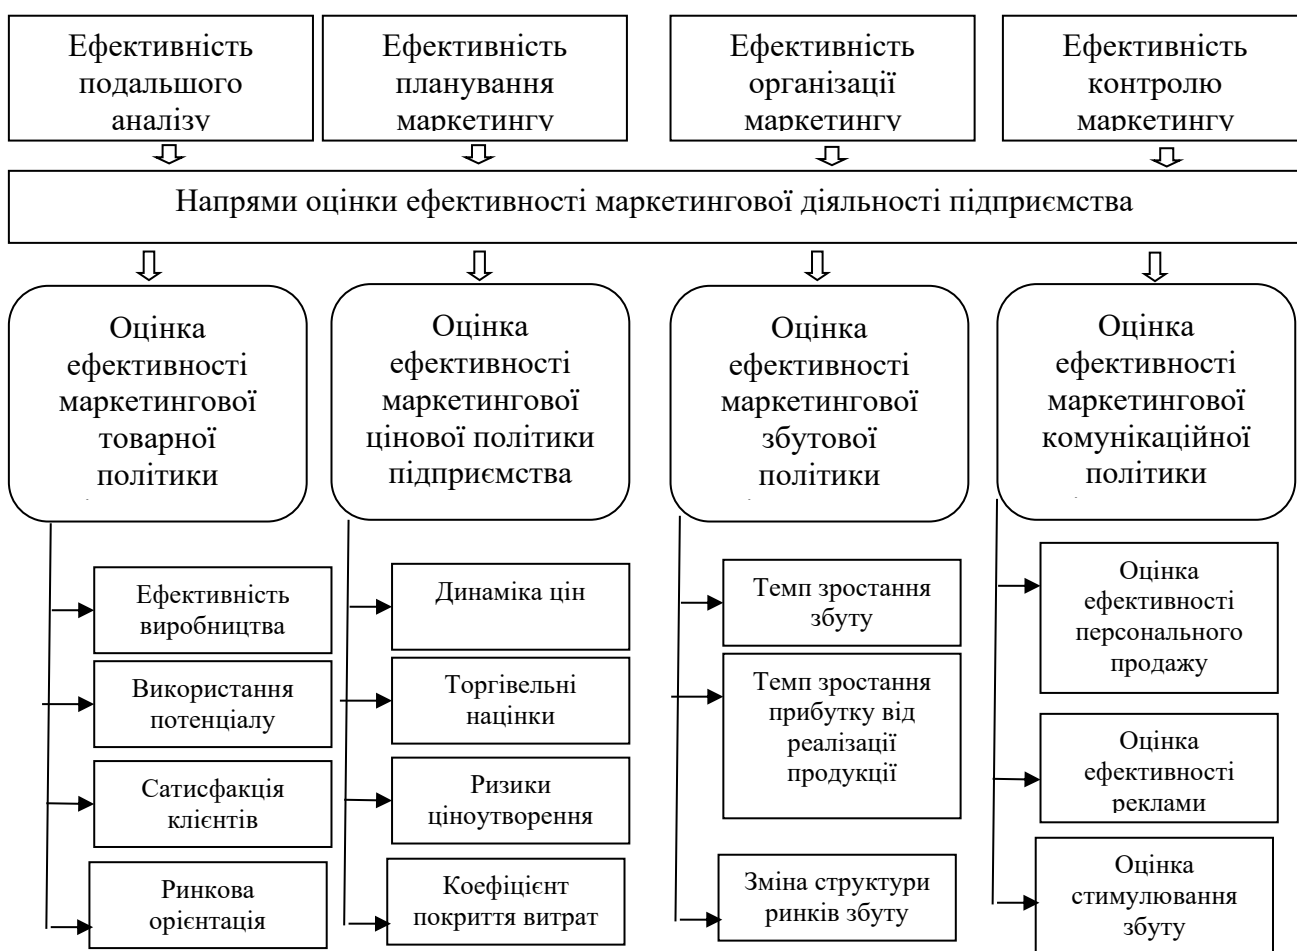 Ефективність
подальшого
аналізу
Ефективність
планування
маркетингу
Ефективність
організації
маркетингу
Ефективність
контролю
маркетингу
Напрями оцінки ефективності маркетингової діяльності підприємства
Оцінка
ефективності
маркетингової
товарної
політики
Оцінка
ефективності
маркетингової
цінової політики
підприємства
Оцінка
ефективності
маркетингової
збутової
політики
Оцінка
ефективності
маркетингової
комунікаційної
політики
Ефективність
виробництва
Використання
потенціалу
Сатисфакція
клієнтів
Ринкова
орієнтація
Динаміка цін
Торгівельні
націнки
Ризики
ціноутворення
Коефіцієнт
покриття витрат
Темп зростання
збуту
Темп зростання
прибутку від
реалізації
продукції
Зміна структури
ринків збуту
Оцінка
ефективності
персонального
продажу
Оцінка
ефективності
реклами
Оцінка
стимулювання
збуту